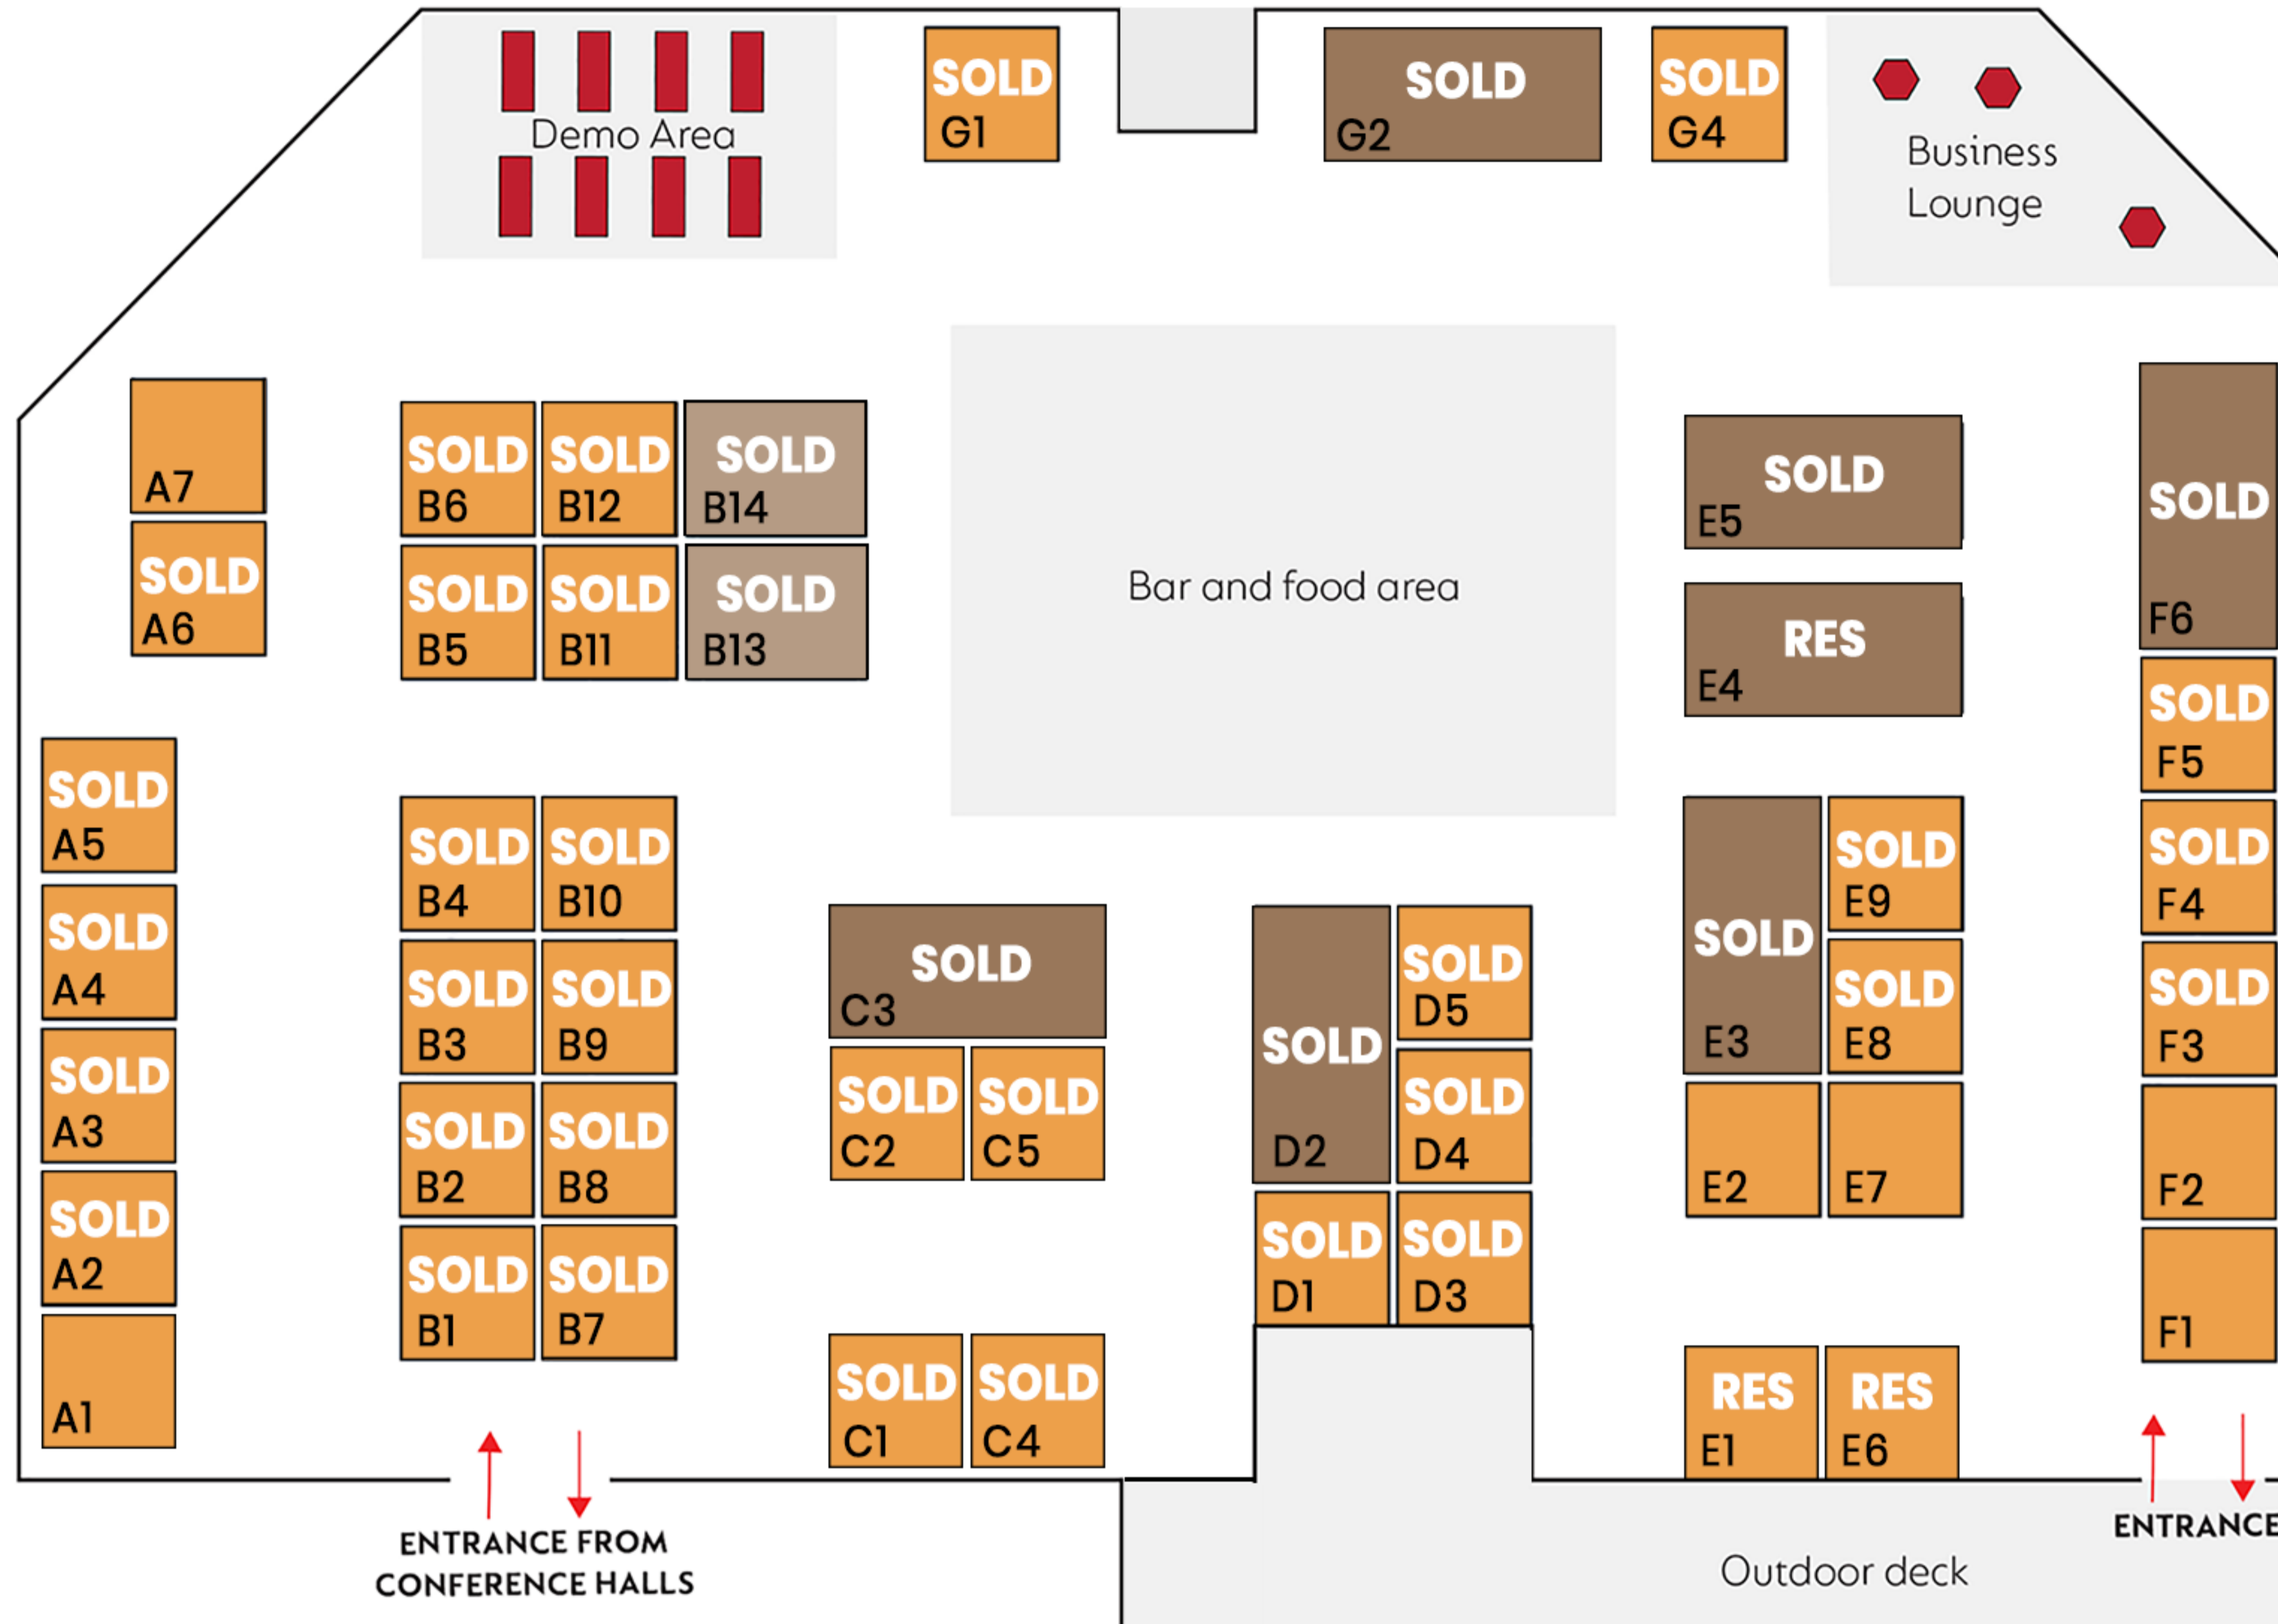 SOLD
G1
SOLD
G2
SOLD
G4
Demo Area
Business
Lounge
A7
SOLD
A6
SOLD
B6
SOLD
B12
SOLD
B14
SOLD
B5
SOLD
B11
SOLD
B13
Bar and food area
SOLD
E5
RES
E4
SOLD
F6
SOLD
F5
SOLD
F4
SOLD
F3
F2
F1
SOLD
A5
SOLD
A4
SOLD
A3
SOLD
A2
A1
SOLD
B4
SOLD
B10
SOLD
B3
SOLD
B9
SOLD
B2
SOLD
B8
SOLD
B1
SOLD
B7
SOLD
C3
SOLD
C2
SOLD
C5
SOLD
C1
SOLD
C4
SOLD
D2
SOLD
D5
SOLD
D4
SOLD
D1
SOLD
D3
SOLD
E3
SOLD
E9
SOLD
E8
E2
E7
RES
E1
RES
E6
ENTRANCE FROM
CONFERENCE HALLS
ENTRANCE
Outdoor deck